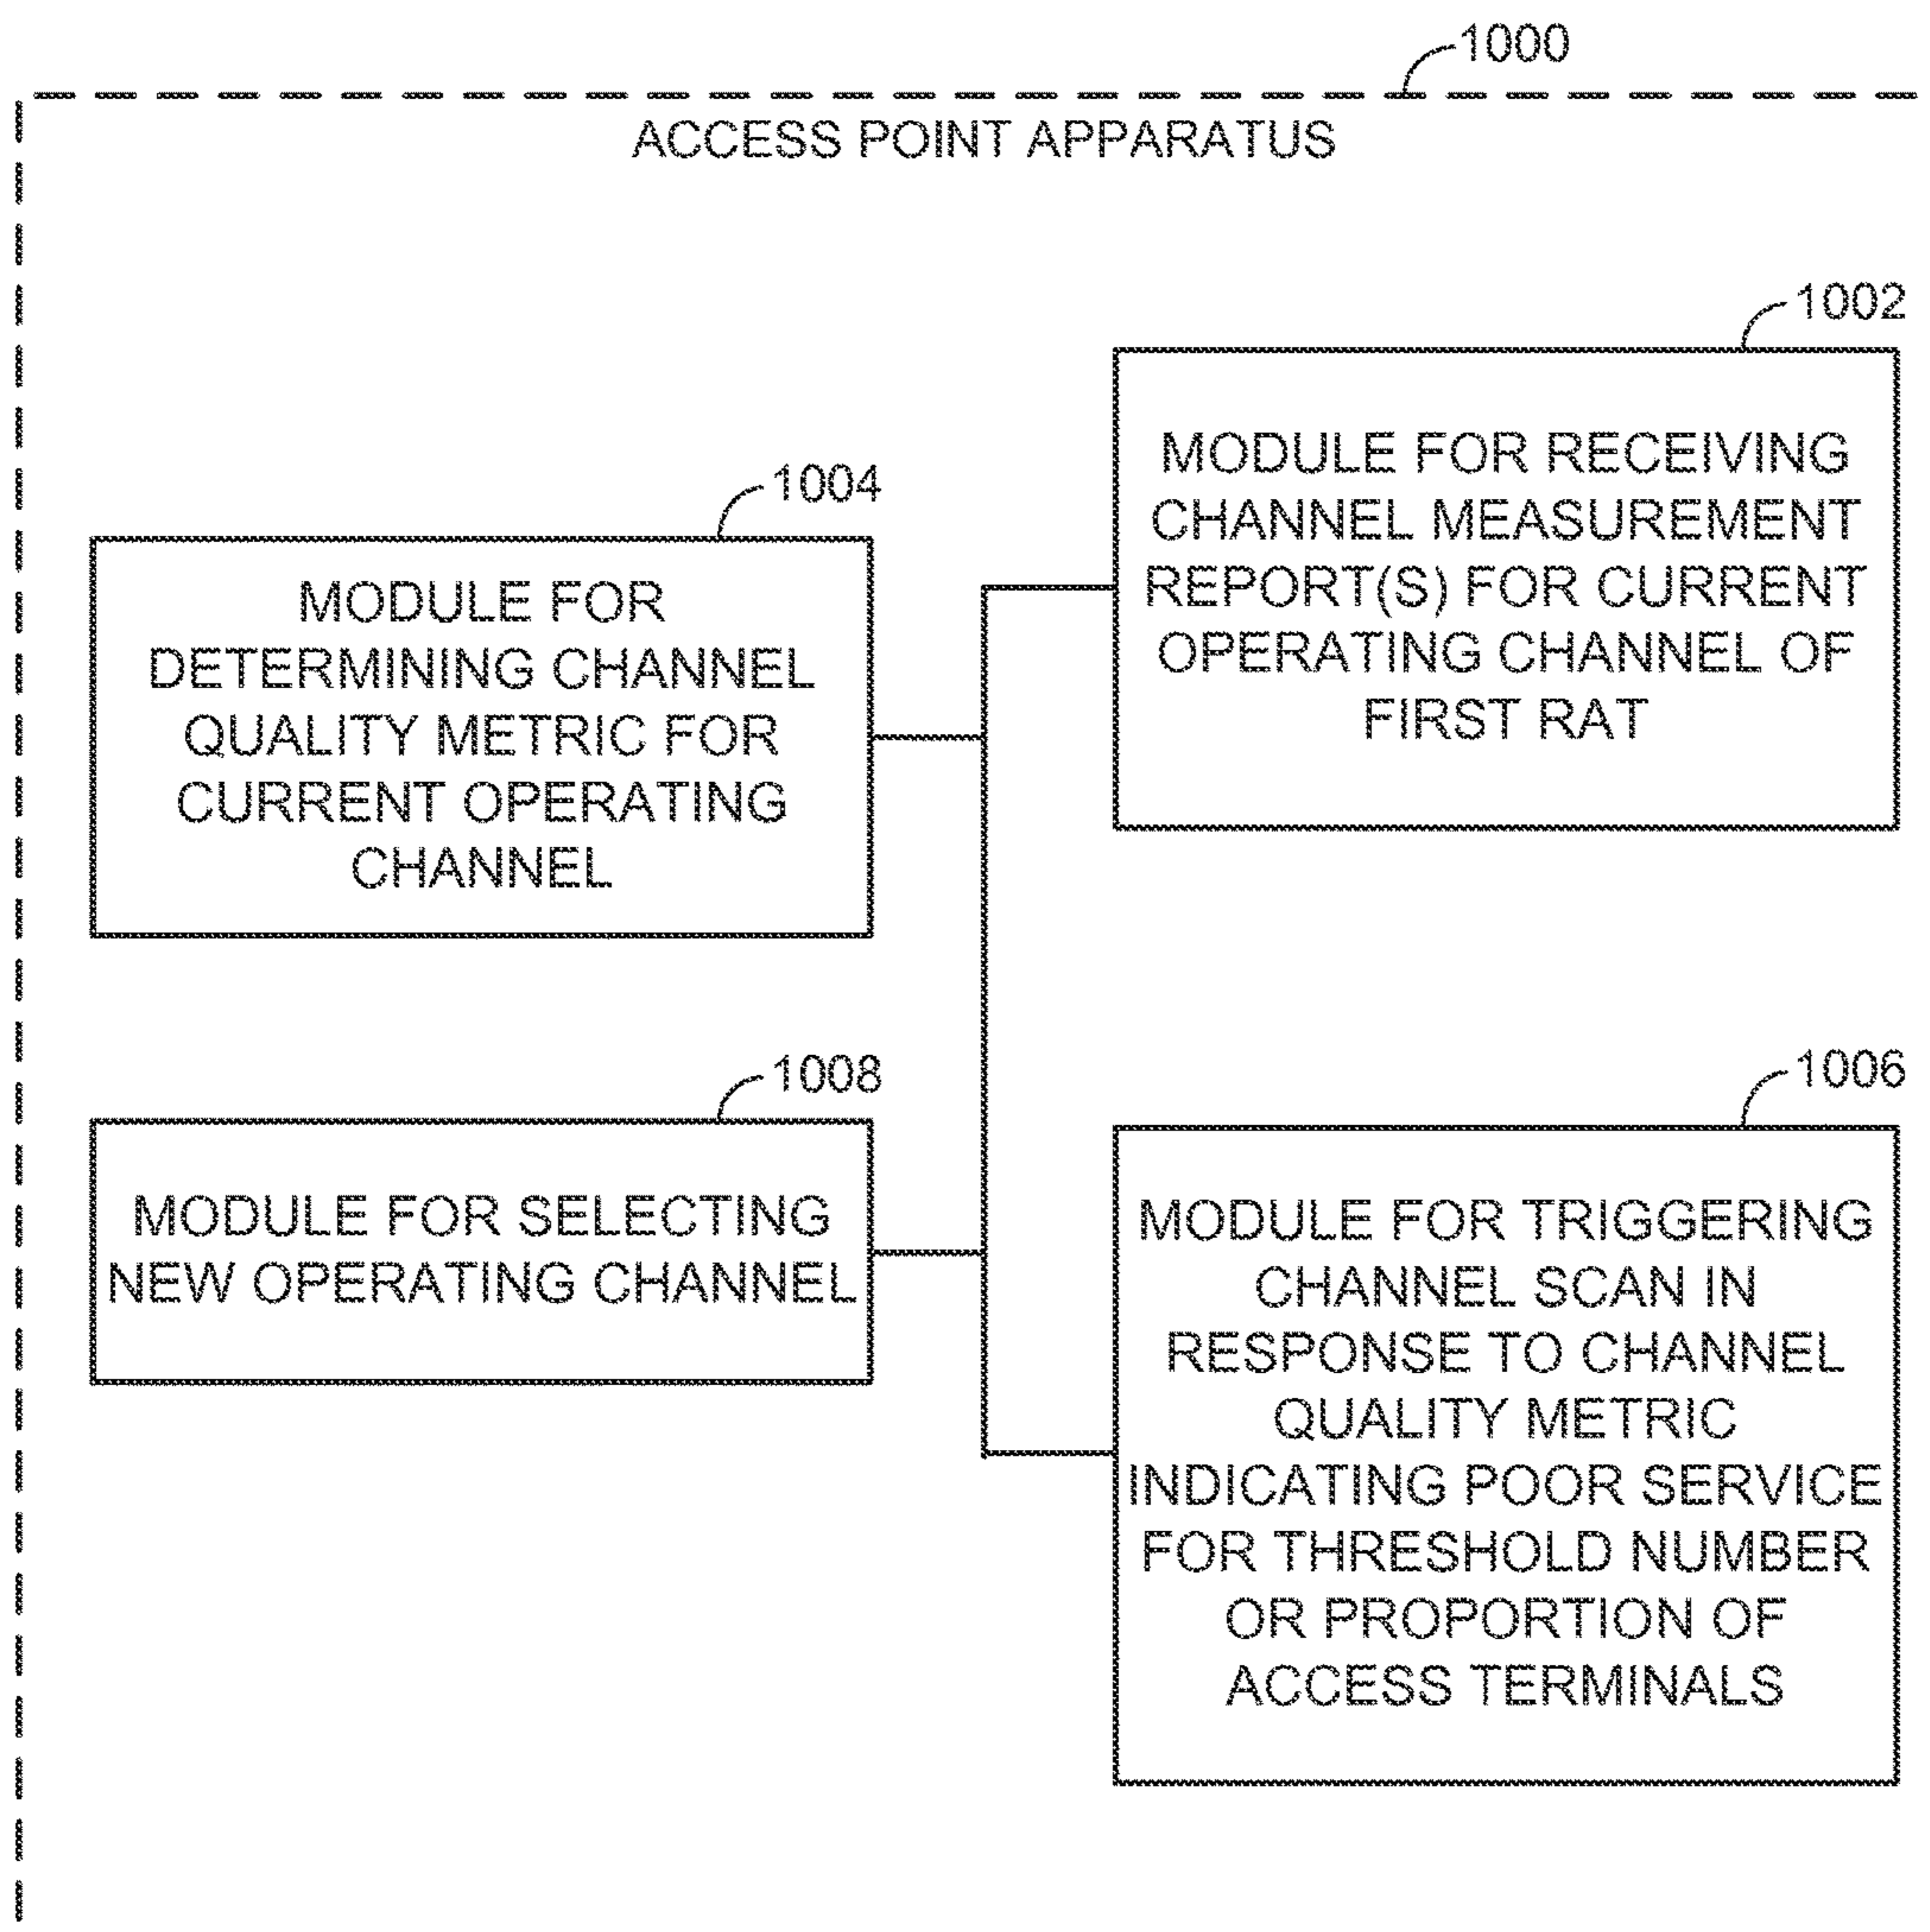 1000
ACCESS POINT APPARATUS
1002
MODULE FOR RECEIVING
CHANNEL MEASUREMENT
REPORT(S) FOR CURRENT
OPERATING CHANNEL OF
FIRST RAT
1004
MODULE FOR
DETERMINING CHANNEL
QUALITY METRIC FOR
CURRENT OPERATING
CHANNEL
1006
MODULE FOR TRIGGERING
CHANNEL SCAN IN
RESPONSE TO CHANNEL
QUALITY METRIC
INDICATING POOR SERVICE
FOR THRESHOLD NUMBER
OR PROPORTION OF
ACCESS TERMINALS
1008
MODULE FOR SELECTING
NEW OPERATING CHANNEL